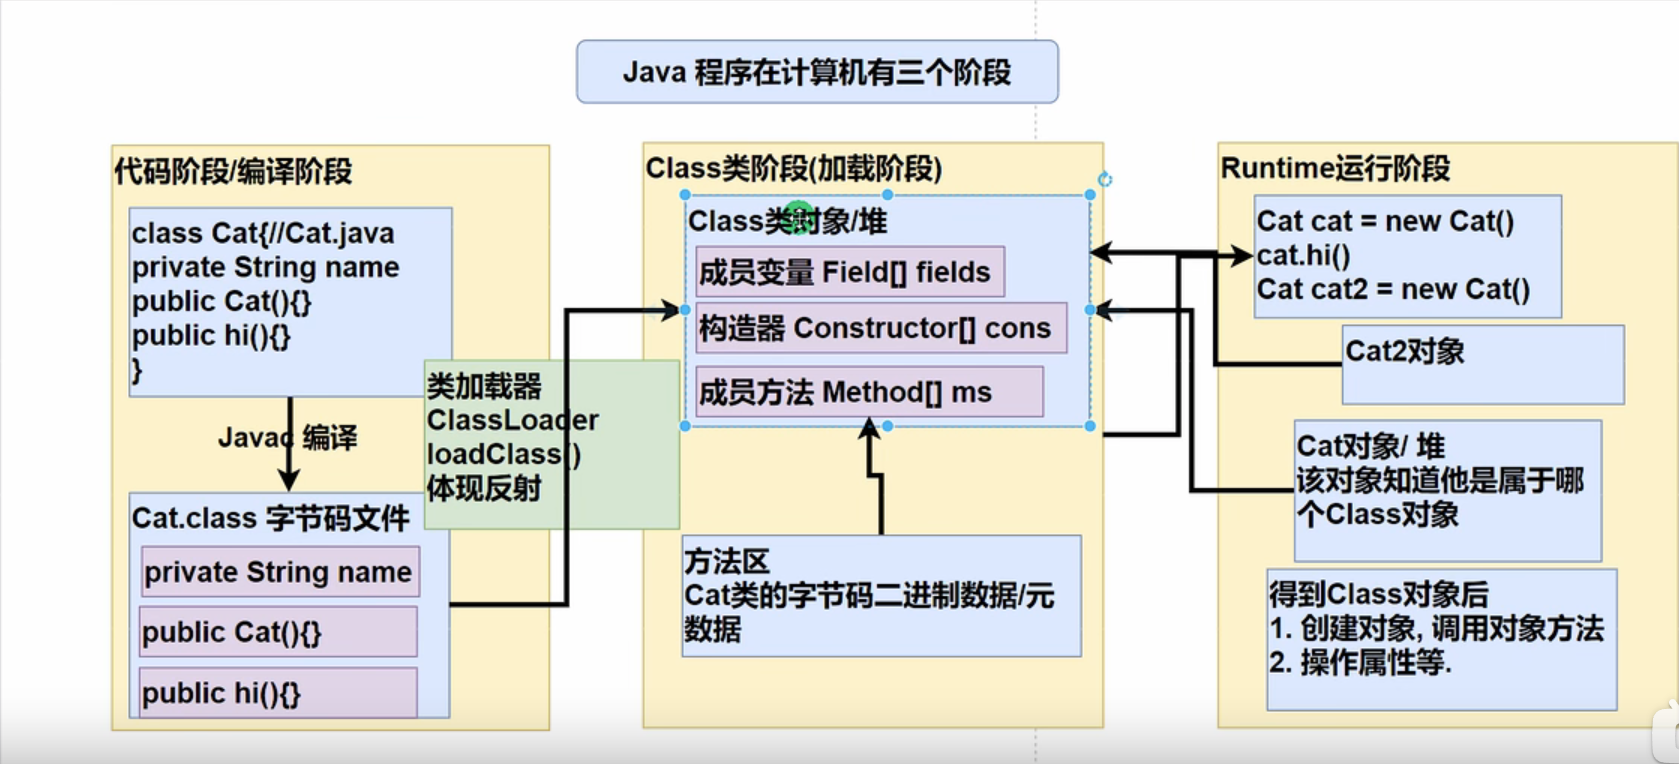 Java 程序在计算机有三个阶段
代码阶段/编译阶段
class Cat{//Cat.java
private String name
public Cat(){}
public hi(){}
}
Javac 编译
Cat.class 字节码文件
private String name
public Cat(){}
public hi(){}
类加载器
ClassLoader
loadClass()
体现反射
Class类阶段(加载阶段)
Class类对象/堆
成员变量 Field[] fields
构造器 Constructor[] cons
成员方法 Method[] ms
方法区
Cat类的字节码二进制数据/元
数据
Runtime运行阶段
Cat cat = new Cat()
cat.hi()
Cat cat2 = new Cat()
Cat2对象
Cat对象/ 堆
该对象知道他是属于哪
个Class对象
得到Class对象后
1. 创建对象, 调用对象方法
2. 操作属性等.